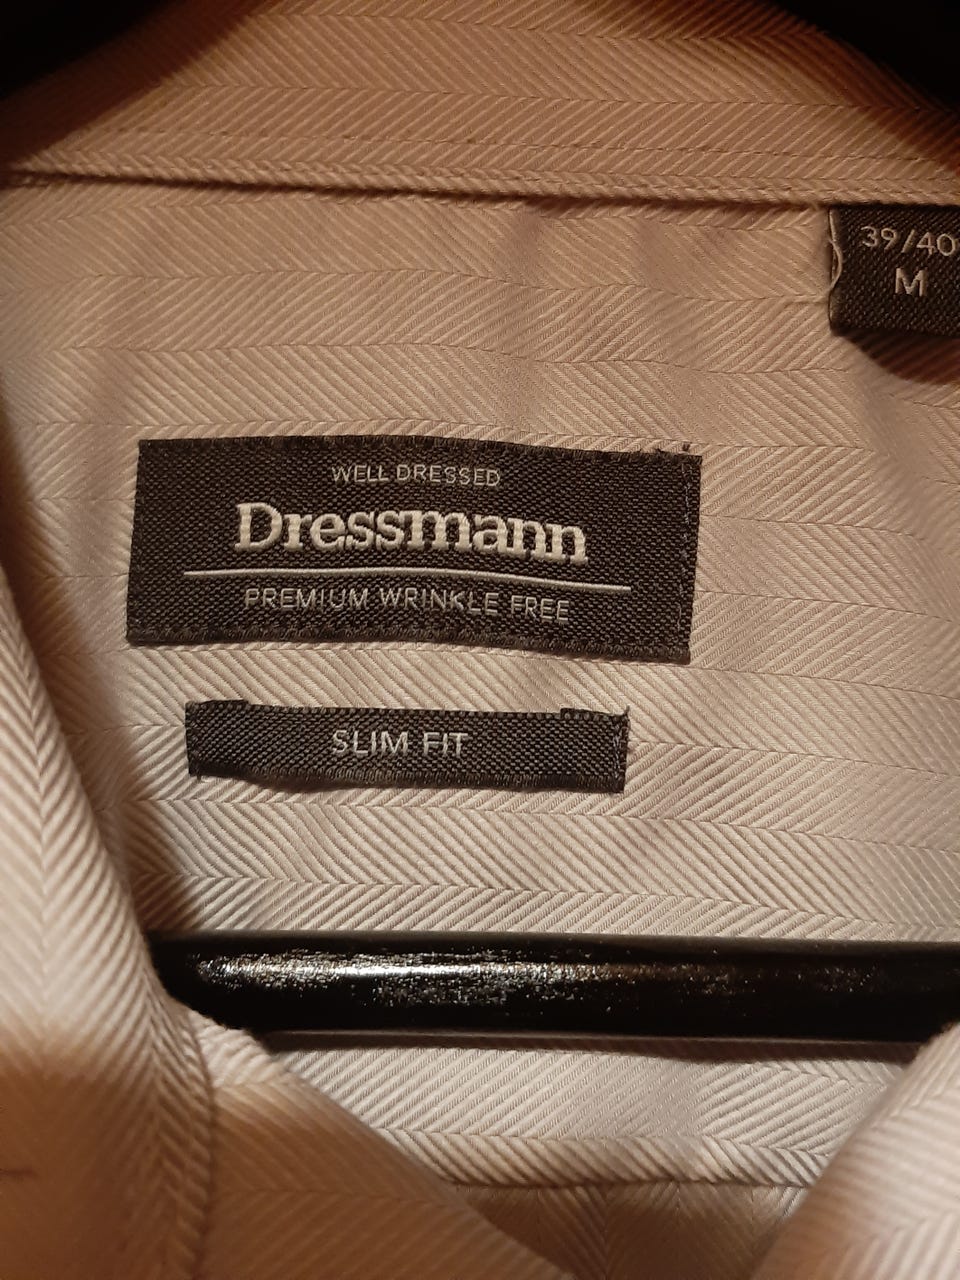 39/40
M
WELL DRESSED
Dressmann
PREMIUM WRINKLE FREE
SLIM FIT